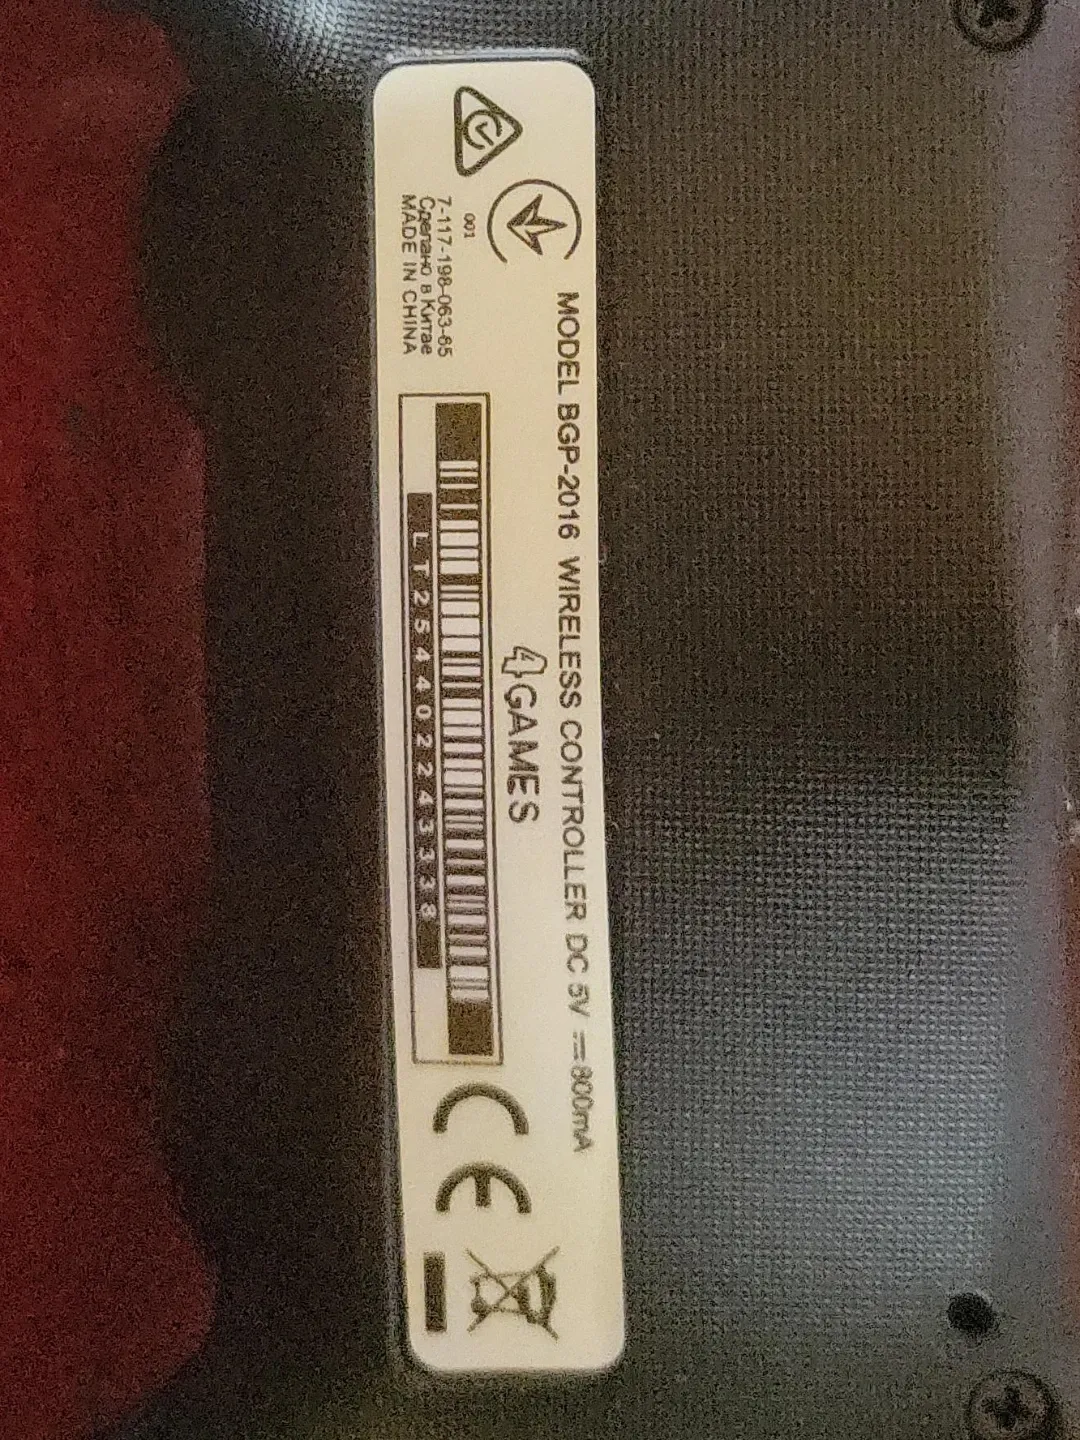 MODEL BGP-2016 WIRELESS CONTROLLER DC 5V ⎓800mA
4GAMES
001
7-117-198-063-65
Сделано в Китае
MADE IN CHINA
LT254402243338
CE